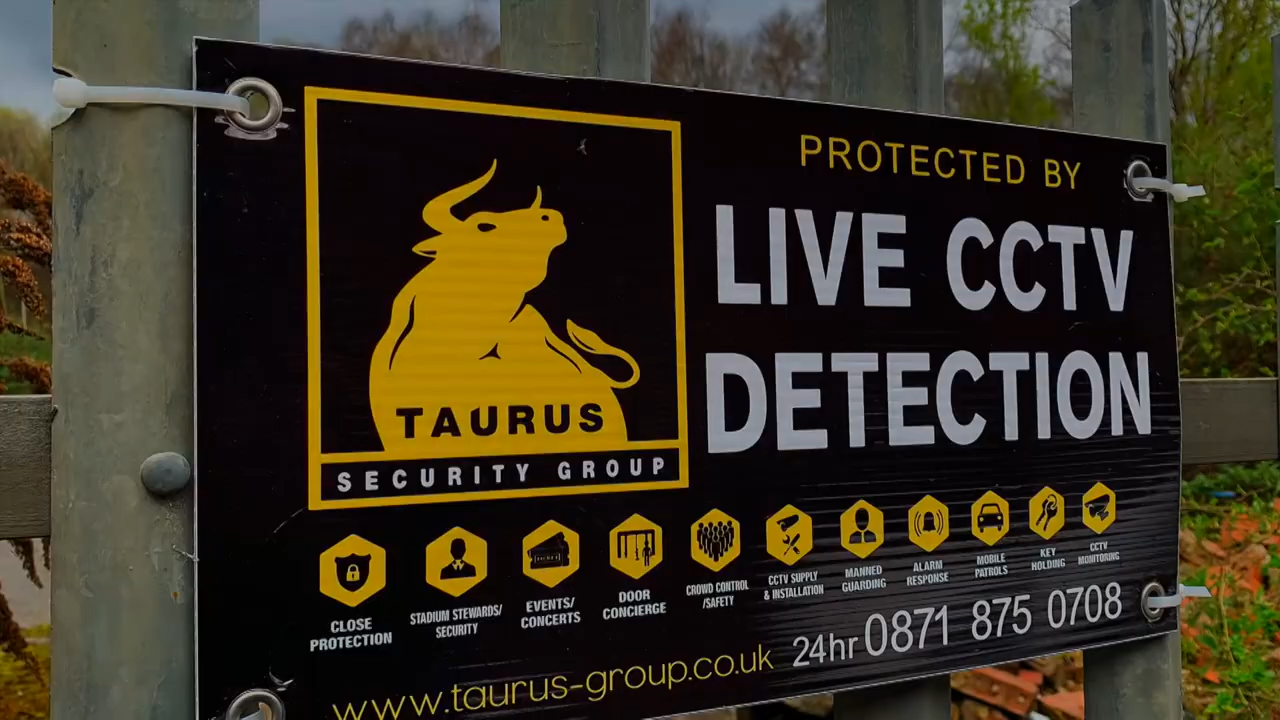 PROTECTED BY
LIVE CCTV
DETECTION
TAURUS
SECURITY GROUP
CLOSE
PROTECTION
STADIUM STEWARDS/
SECURITY
EVENTS/
CONCERTS
DOOR
CONCIERGE
CROWD CONTROL
/SAFETY
CCTV SUPPLY
& INSTALLATION
MANNED
GUARDING
ALARM
RESPONSE
MOBILE
PATROLS
KEY
HOLDING
CCTV
MONITORING
www.taurus-group.co.uk
24hr 0871 875 0708